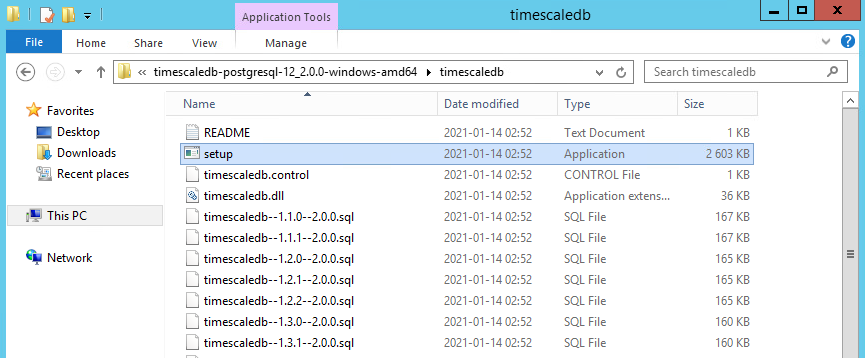 Application Tools timescaledb
File Home Share View Manage
« timescaledb-postgresql-12_2.0.0-windows-amd64 timescaledb Search timescaledb
Name Date modified Type Size
Favorites
Desktop
Downloads
Recent places
This PC
Network
README 2021-01-14 02:52 Text Document 1 KB
setup 2021-01-14 02:52 Application 2 603 KB
timescaledb.control 2021-01-14 02:52 CONTROL File 1 KB
timescaledb.dll 2021-01-14 02:52 Application extens... 36 KB
timescaledb--1.1.0--2.0.0.sql 2021-01-14 02:52 SQL File 167 KB
timescaledb--1.1.1--2.0.0.sql 2021-01-14 02:52 SQL File 167 KB
timescaledb--1.2.0--2.0.0.sql 2021-01-14 02:52 SQL File 165 KB
timescaledb--1.2.1--2.0.0.sql 2021-01-14 02:52 SQL File 165 KB
timescaledb--1.2.2--2.0.0.sql 2021-01-14 02:52 SQL File 165 KB
timescaledb--1.3.0--2.0.0.sql 2021-01-14 02:52 SQL File 160 KB
timescaledb--1.3.1--2.0.0.sql 2021-01-14 02:52 SQL File 160 KB